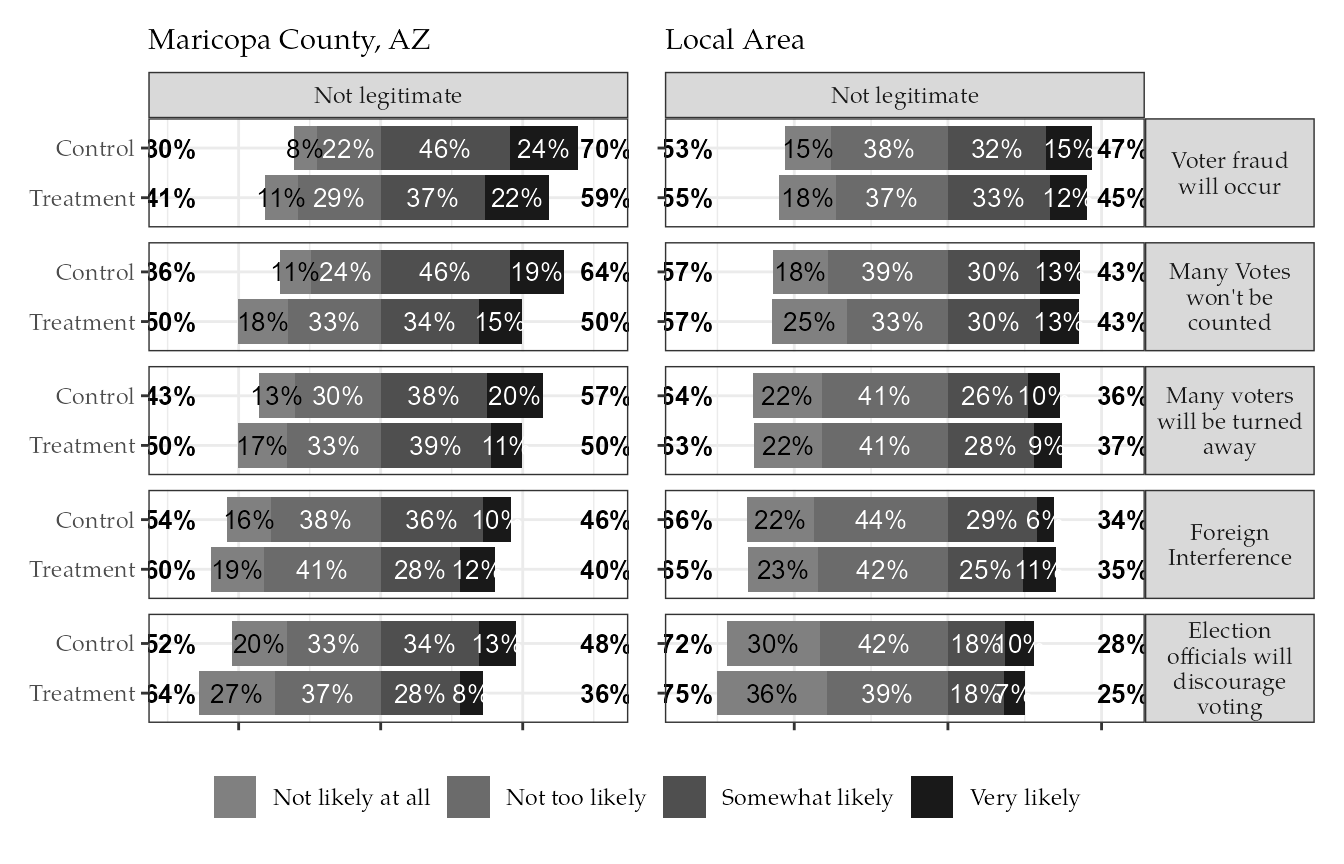 Maricopa County, AZ
Local Area
Not legitimate
Not legitimate
Control 30% 8% 22% 46% 24% 70% 53% 15% 38% 32% 15% 47%
Treatment 41% 11% 29% 37% 22% 59% 55% 18% 37% 33% 12% 45%
Voter fraud
will occur
Control 36% 11% 24% 46% 19% 64% 57% 18% 39% 30% 13% 43%
Treatment 50% 18% 33% 34% 15% 50% 57% 25% 33% 30% 13% 43%
Many Votes
won't be
counted
Control 43% 13% 30% 38% 20% 57% 64% 22% 41% 26% 10% 36%
Treatment 50% 17% 33% 39% 11% 50% 63% 22% 41% 28% 9% 37%
Many voters
will be turned
away
Control 54% 16% 38% 36% 10% 46% 66% 22% 44% 29% 6% 34%
Treatment 60% 19% 41% 28% 12% 40% 65% 23% 42% 25% 11% 35%
Foreign
Interference
Control 52% 20% 33% 34% 13% 48% 72% 30% 42% 18% 10% 28%
Treatment 64% 27% 37% 28% 8% 36% 75% 36% 39% 18% 7% 25%
Election
officials will
discourage
voting
Not likely at all Not too likely Somewhat likely Very likely